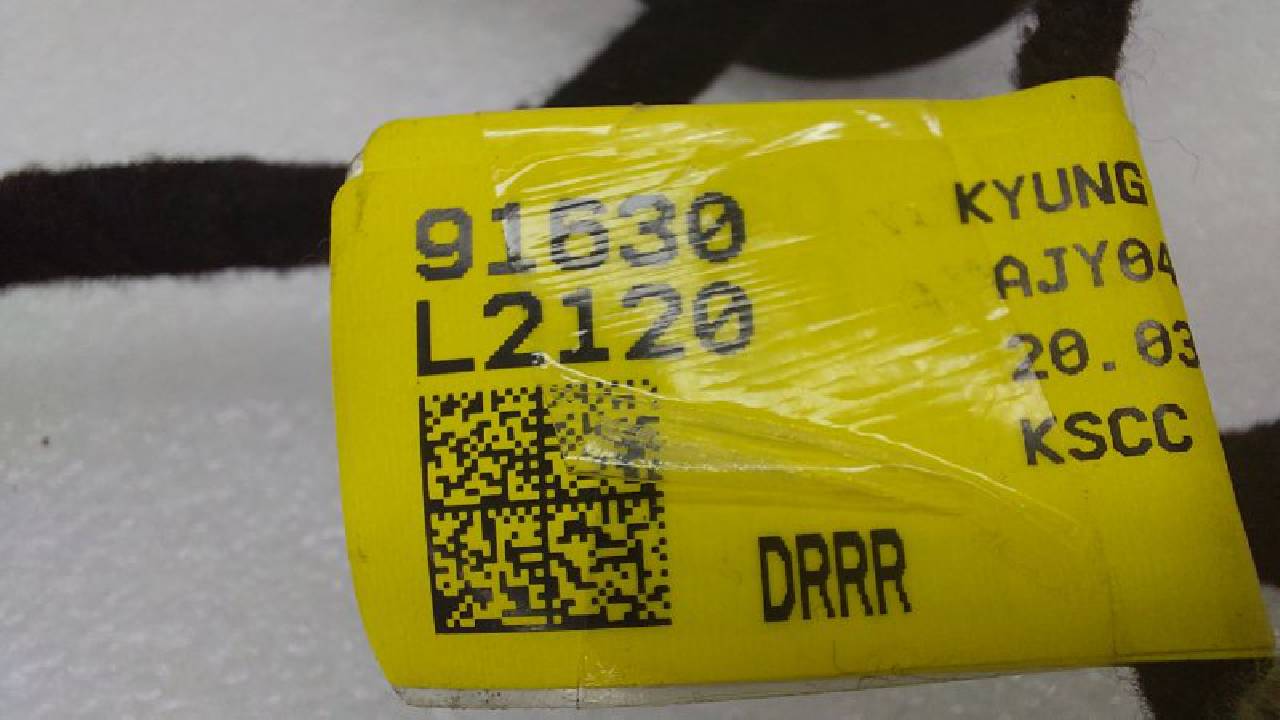 91630
L2120
KYUNG
AJY04
20.03
KSCC
DRRR